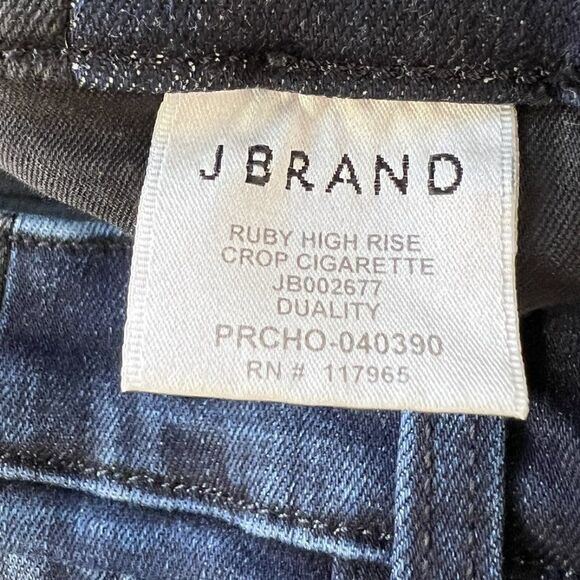 J BRAND
RUBY HIGH RISE
CROP CIGARETTE
JB002677
DUALITY
PRCHO-040390
RN # 117965